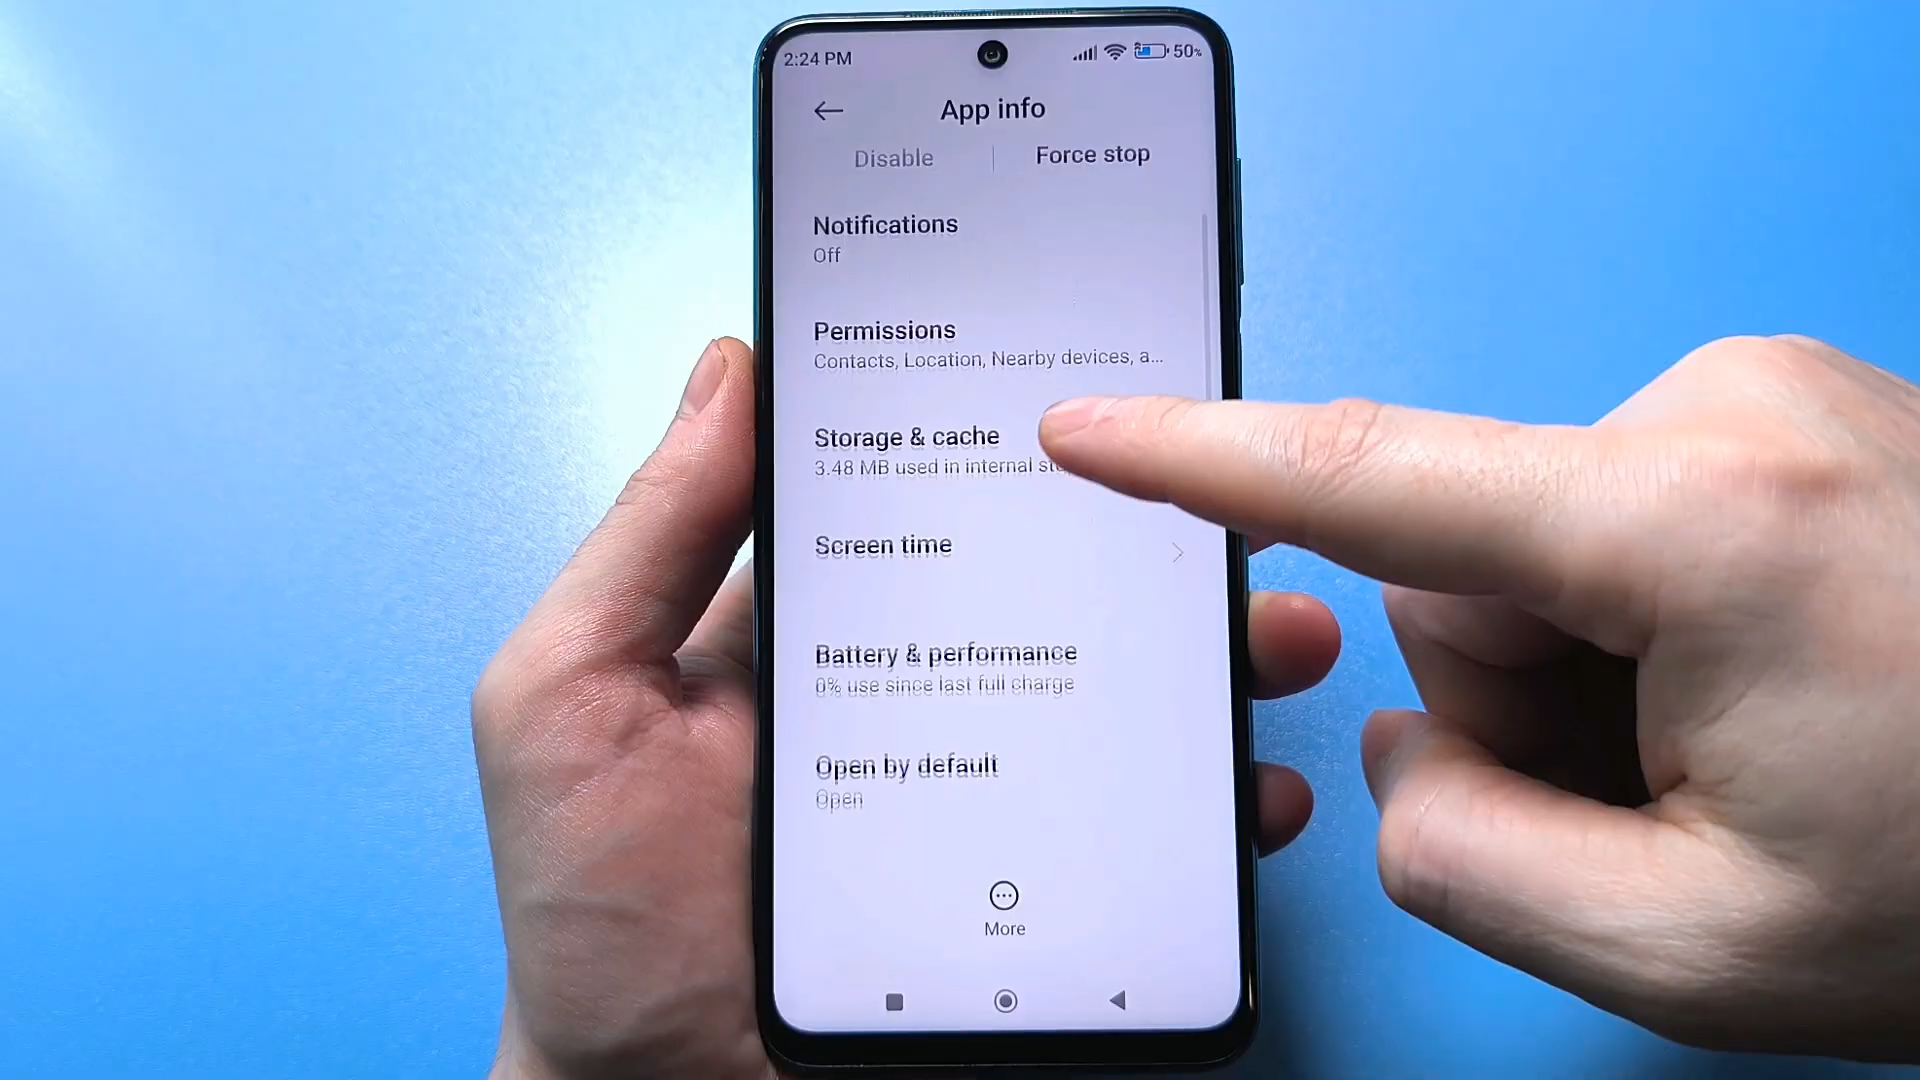 2:24 PM
50%
App info
Disable
Force stop
Notifications
Off
Permissions
Contacts, Location, Nearby devices, a...
Storage & cache
3.48 MB used in internal
Screen time
Battery & performance
0% use since last full charge
Open by default
Open
More